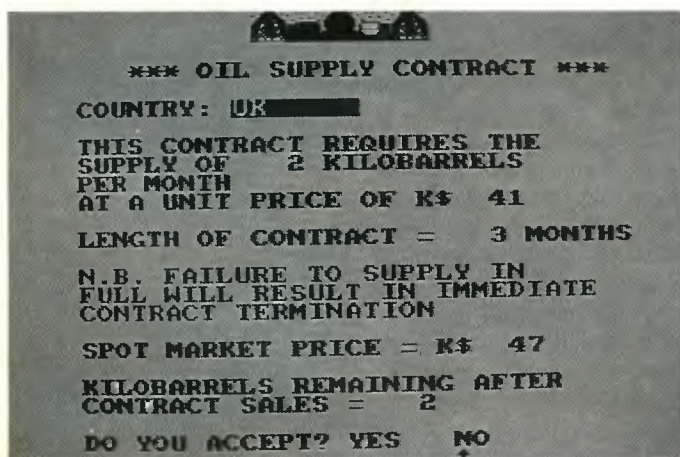 *** OIL SUPPLY CONTRACT ***
COUNTRY: UK
THIS CONTRACT REQUIRES THE
SUPPLY OF 2 KILOBARRELS
PER MONTH
AT A UNIT PRICE OF K$ 41
LENGTH OF CONTRACT = 3 MONTHS
N.B. FAILURE TO SUPPLY IN
FULL WILL RESULT IN IMMEDIATE
CONTRACT TERMINATION
SPOT MARKET PRICE = K$ 47
KILOBARRELS REMAINING AFTER
CONTRACT SALES = 2
DO YOU ACCEPT? YES NO